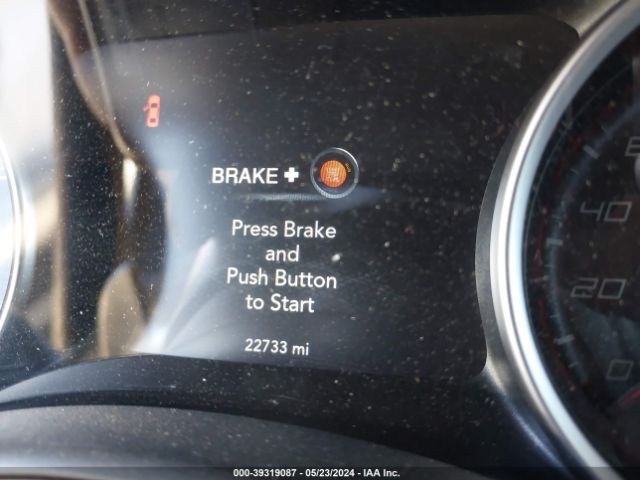 BRAKE +
Press Brake
and
Push Button
to Start
22733 mi
40
20
0
000-39319087 - 05/23/2024 - IAA Inc.